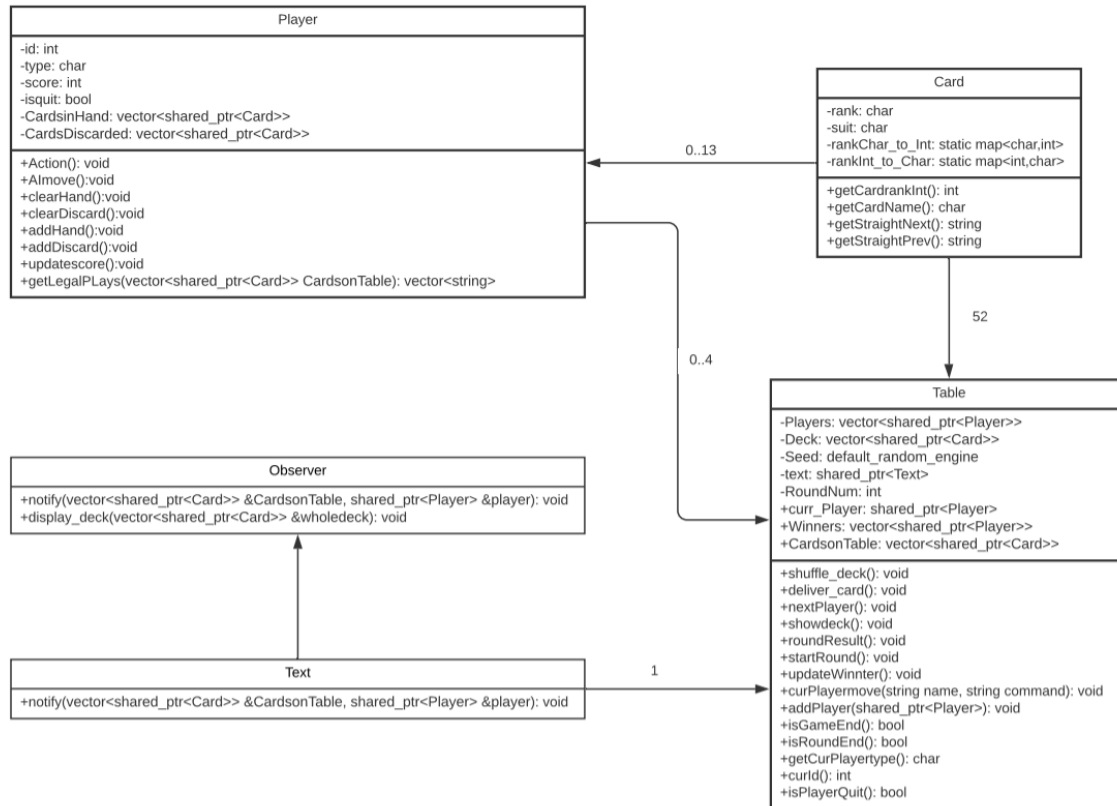 Player
-id: int
-type: char
-score: int
-isquit: bool
-CardsinHand: vector<shared_ptr<Card>>
-CardsDiscarded: vector<shared_ptr<Card>>
+Action(): void
+AImove():void
+clearHand():void
+clearDiscard():void
+addHand():void
+addDiscard():void
+updatescore():void
+getLegalPLays(vector<shared_ptr<Card>> CardsonTable): vector<string>
Card
-rank: char
-suit: char
-rankChar_to_Int: static map<char,int>
-rankInt_to_Char: static map<int,char>
+getCardrankInt(): int
+getCardName(): char
+getStraightNext(): string
+getStraightPrev(): string
0..13
52
0..4
Table
-Players: vector<shared_ptr<Player>>
-Deck: vector<shared_ptr<Card>>
-Seed: default_random_engine
-text: shared_ptr<Text>
-RoundNum: int
+curr_Player: shared_ptr<Player>
+Winners: vector<shared_ptr<Player>>
+CardsonTable: vector<shared_ptr<Card>>
+shuffle_deck(): void
+deliver_card(): void
+nextPlayer(): void
+showdeck(): void
+roundResult(): void
+startRound(): void
+updateWinnter(): void
+curPlayermove(string name, string command): void
+addPlayer(shared_ptr<Player>): void
+isGameEnd(): bool
+isRoundEnd(): bool
+getCurPlayertype(): char
+curId(): int
+isPlayerQuit(): bool
Observer
+notify(vector<shared_ptr<Card>> &CardsonTable, shared_ptr<Player> &player): void
+display_deck(vector<shared_ptr<Card>> &wholedeck): void
Text
+notify(vector<shared_ptr<Card>> &CardsonTable, shared_ptr<Player> &player): void
1